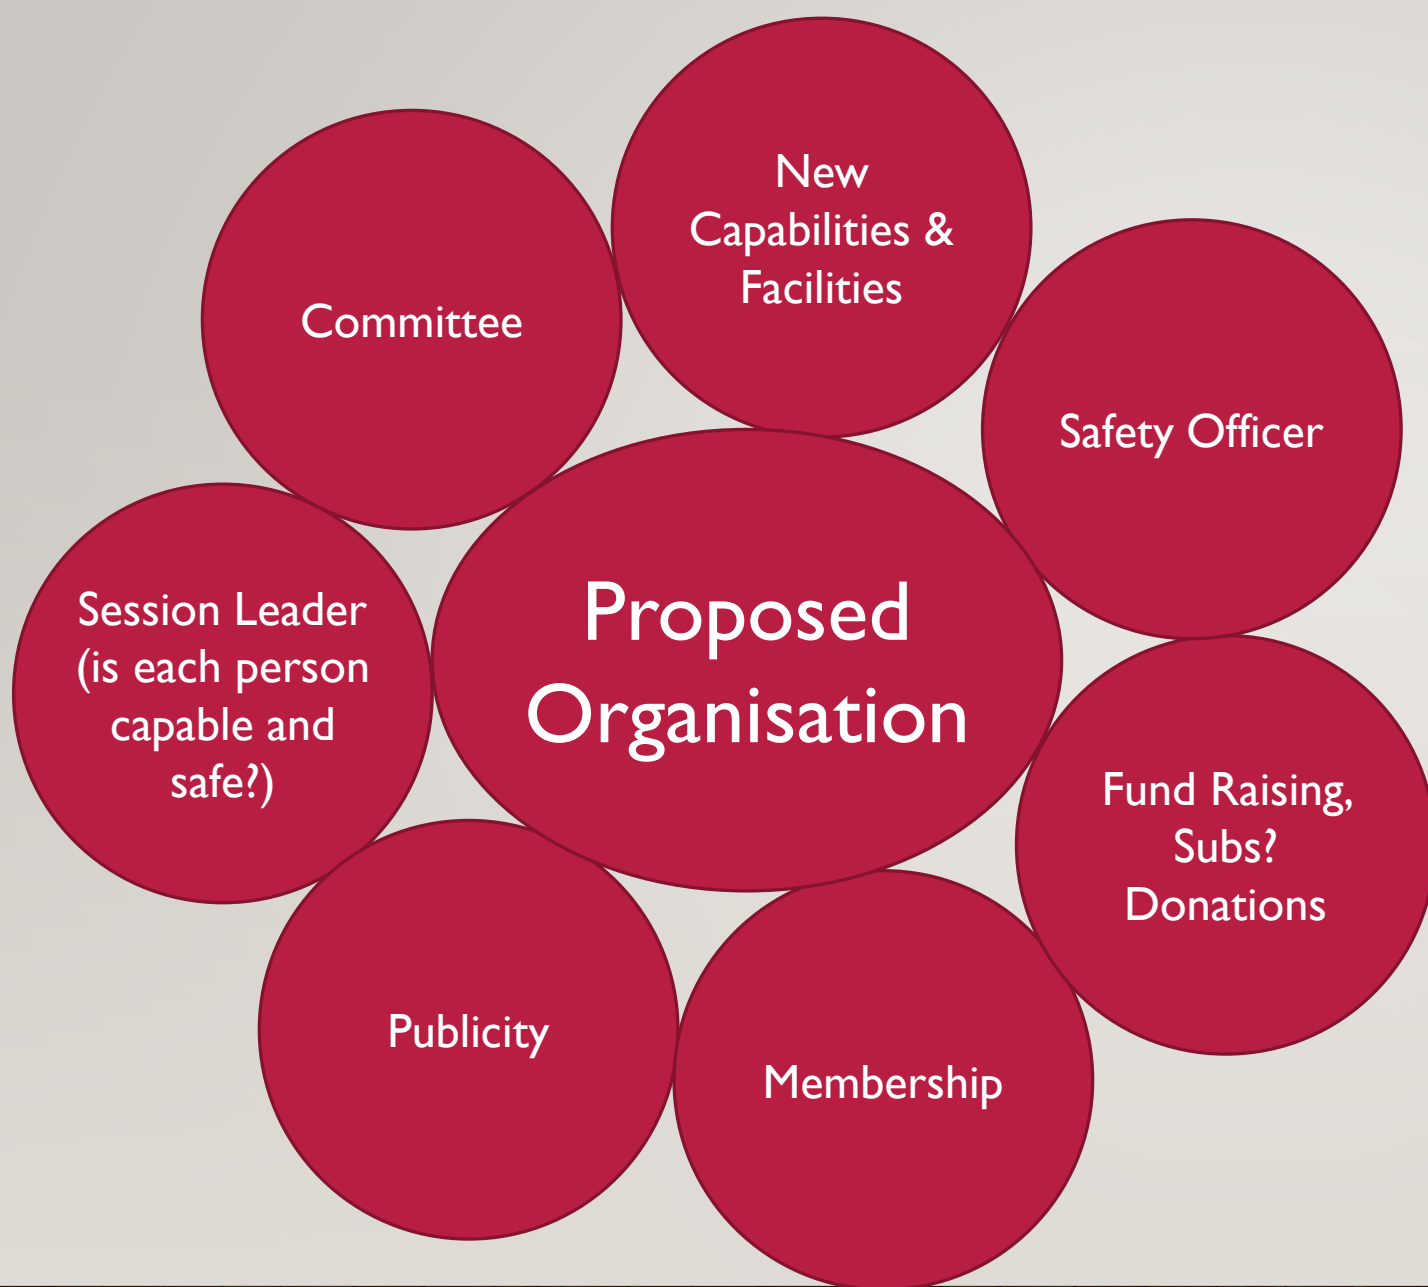 New
Capabilities &
Facilities
Committee
Safety Officer
Proposed
Organisation
Session Leader
(is each person
capable and
safe?)
Fund Raising,
Subs?
Donations
Publicity
Membership